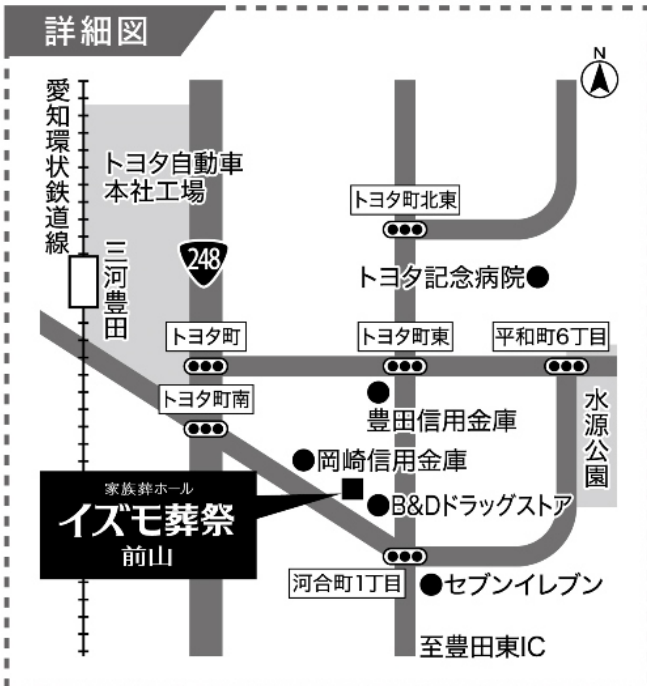 詳細図
N
愛知環状鉄道線
トヨタ自動車
本社工場
トヨタ町北東
248
三河豊田
トヨタ記念病院
トヨタ町
トヨタ町東
平和町6丁目
トヨタ町南
豊田信用金庫
水源公園
岡崎信用金庫
家族葬ホール
イズモ葬祭
前山
B&Dドラッグストア
河合町1丁目
セブンイレブン
至豊田東IC